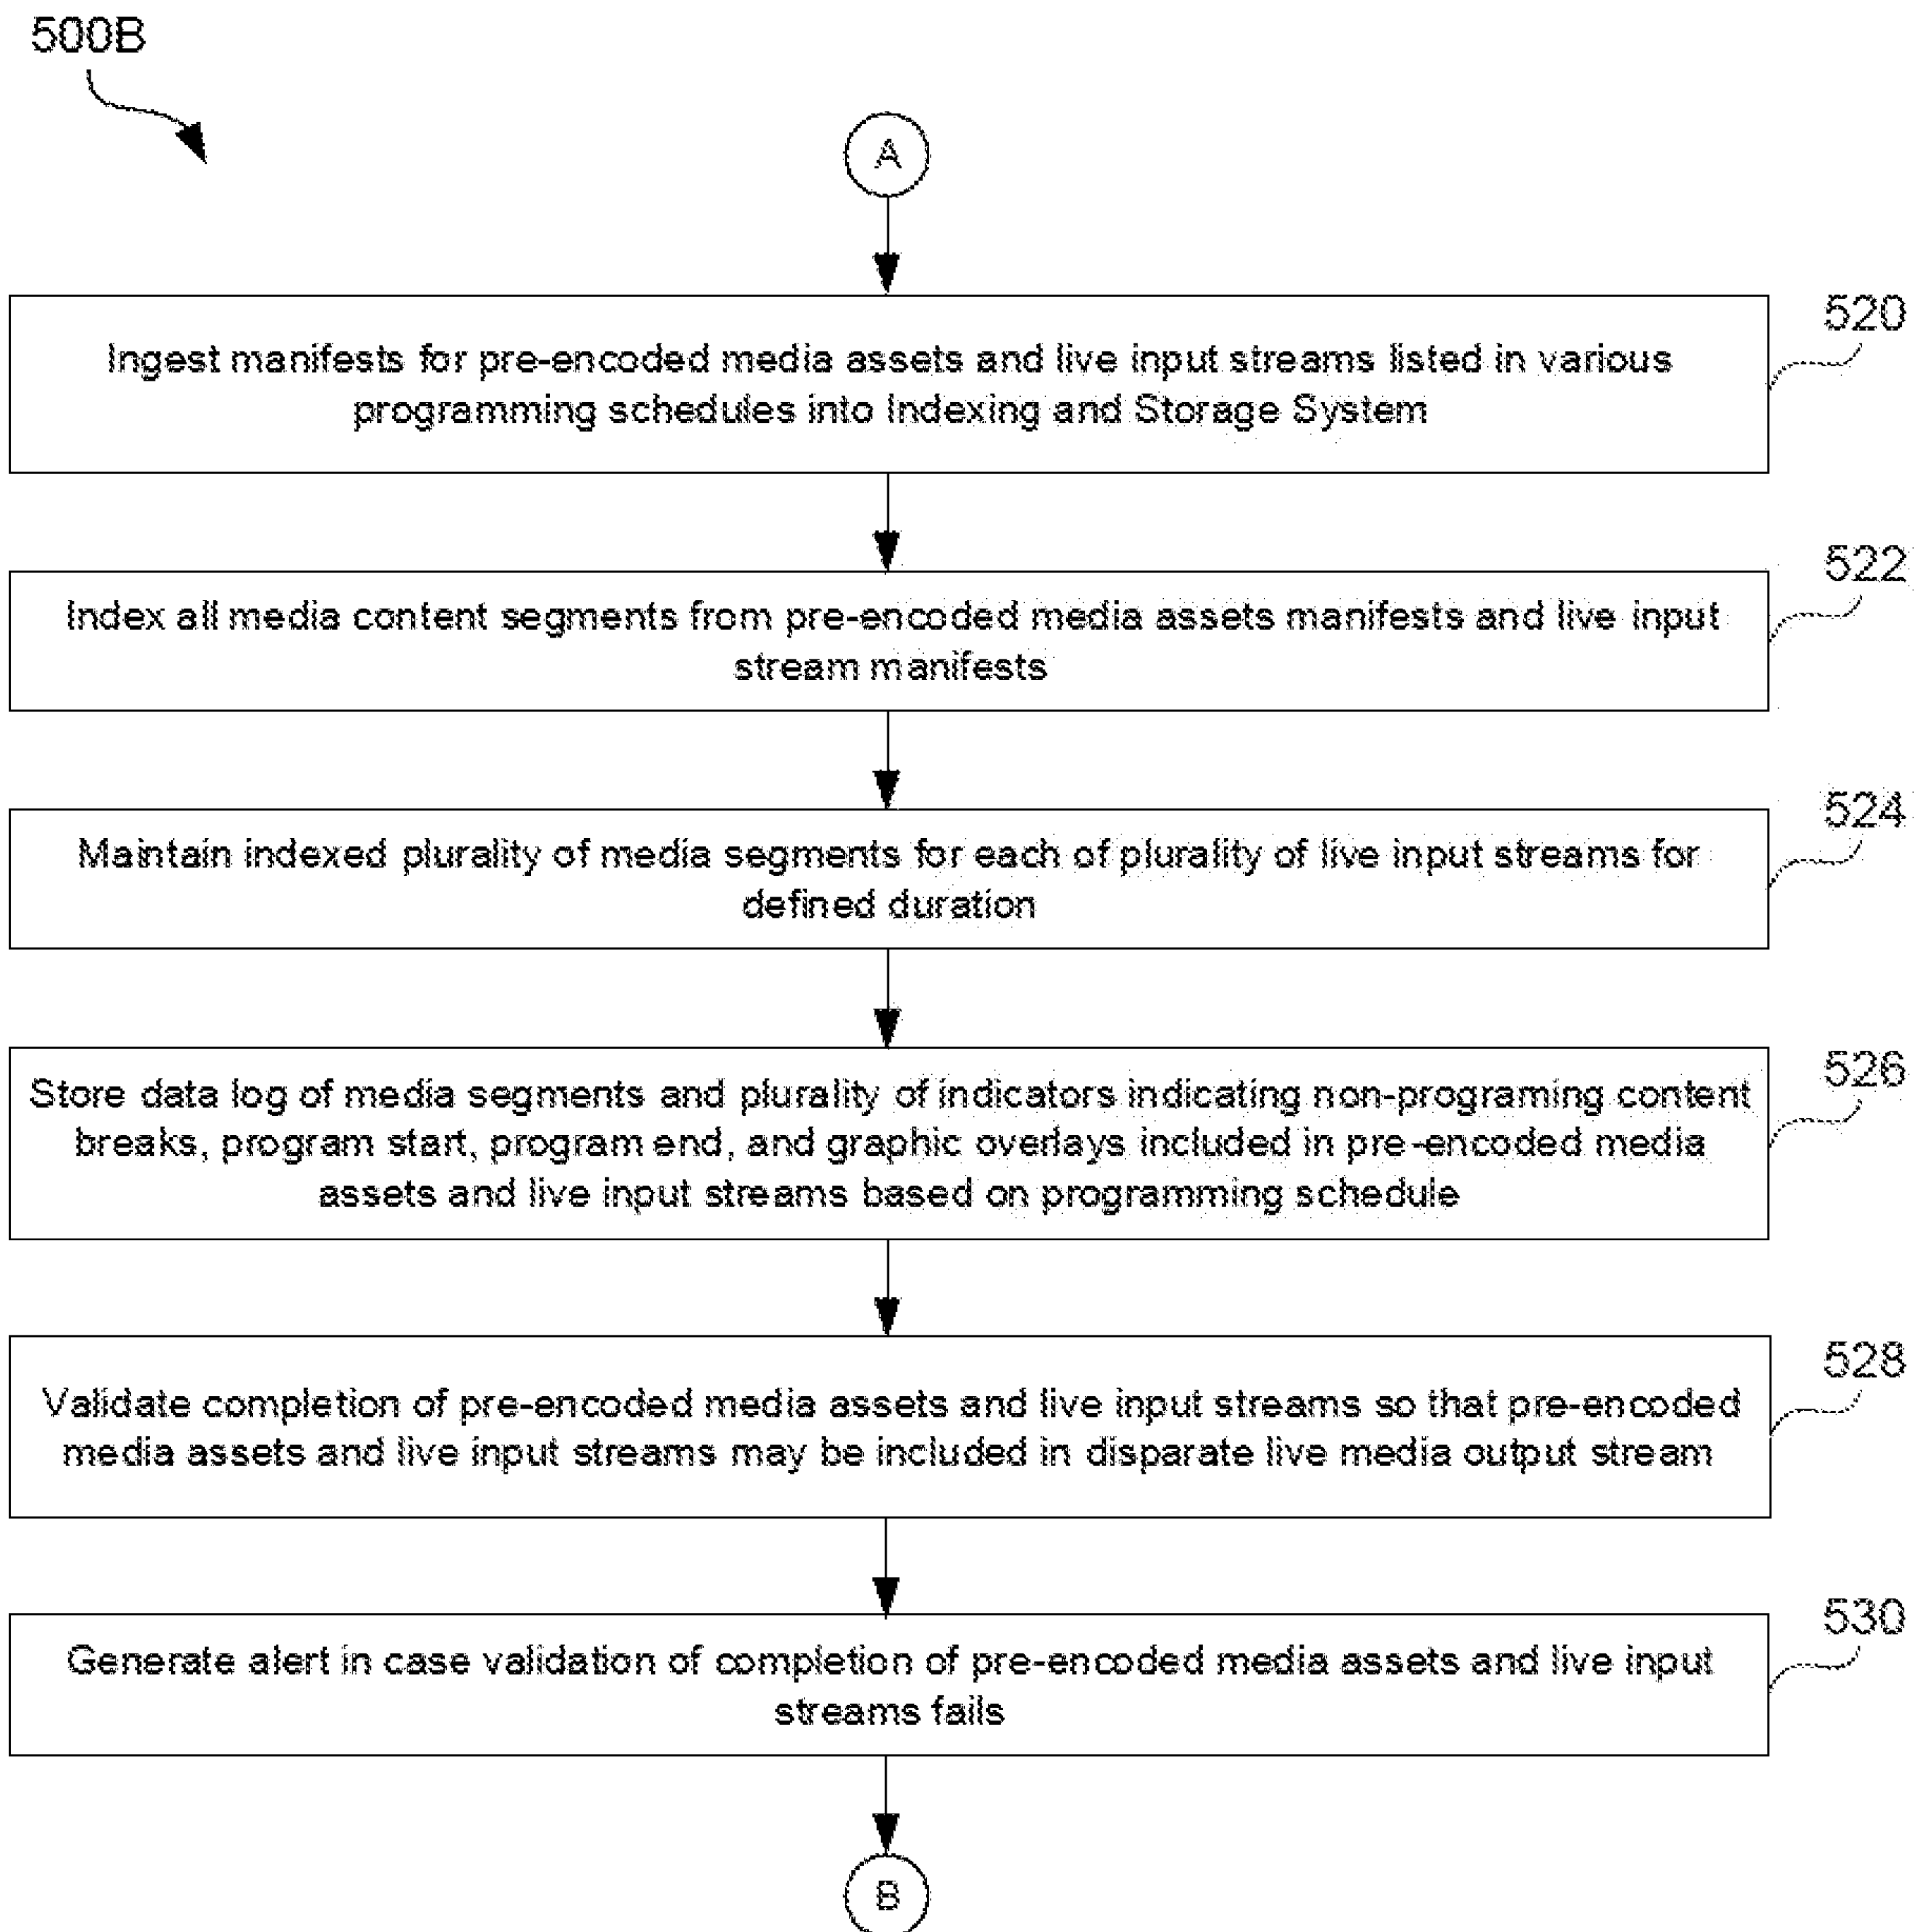 500B
A
520
Ingest manifests for pre-encoded media assets and live input streams listed in various
programming schedules into Indexing and Storage System
522
Index all media content segments from pre-encoded media assets manifests and live input
stream manifests
524
Maintain indexed plurality of media segments for each of plurality of live input streams for
defined duration
526
Store data log of media segments and plurality of indicators indicating non-programing content
breaks, program start, program end, and graphic overlays included in pre-encoded media
assets and live input streams based on programming schedule
528
Validate completion of pre-encoded media assets and live input streams so that pre-encoded
media assets and live input streams may be included in disparate live media output stream
530
Generate alert in case validation of completion of pre-encoded media assets and live input
streams fails
B